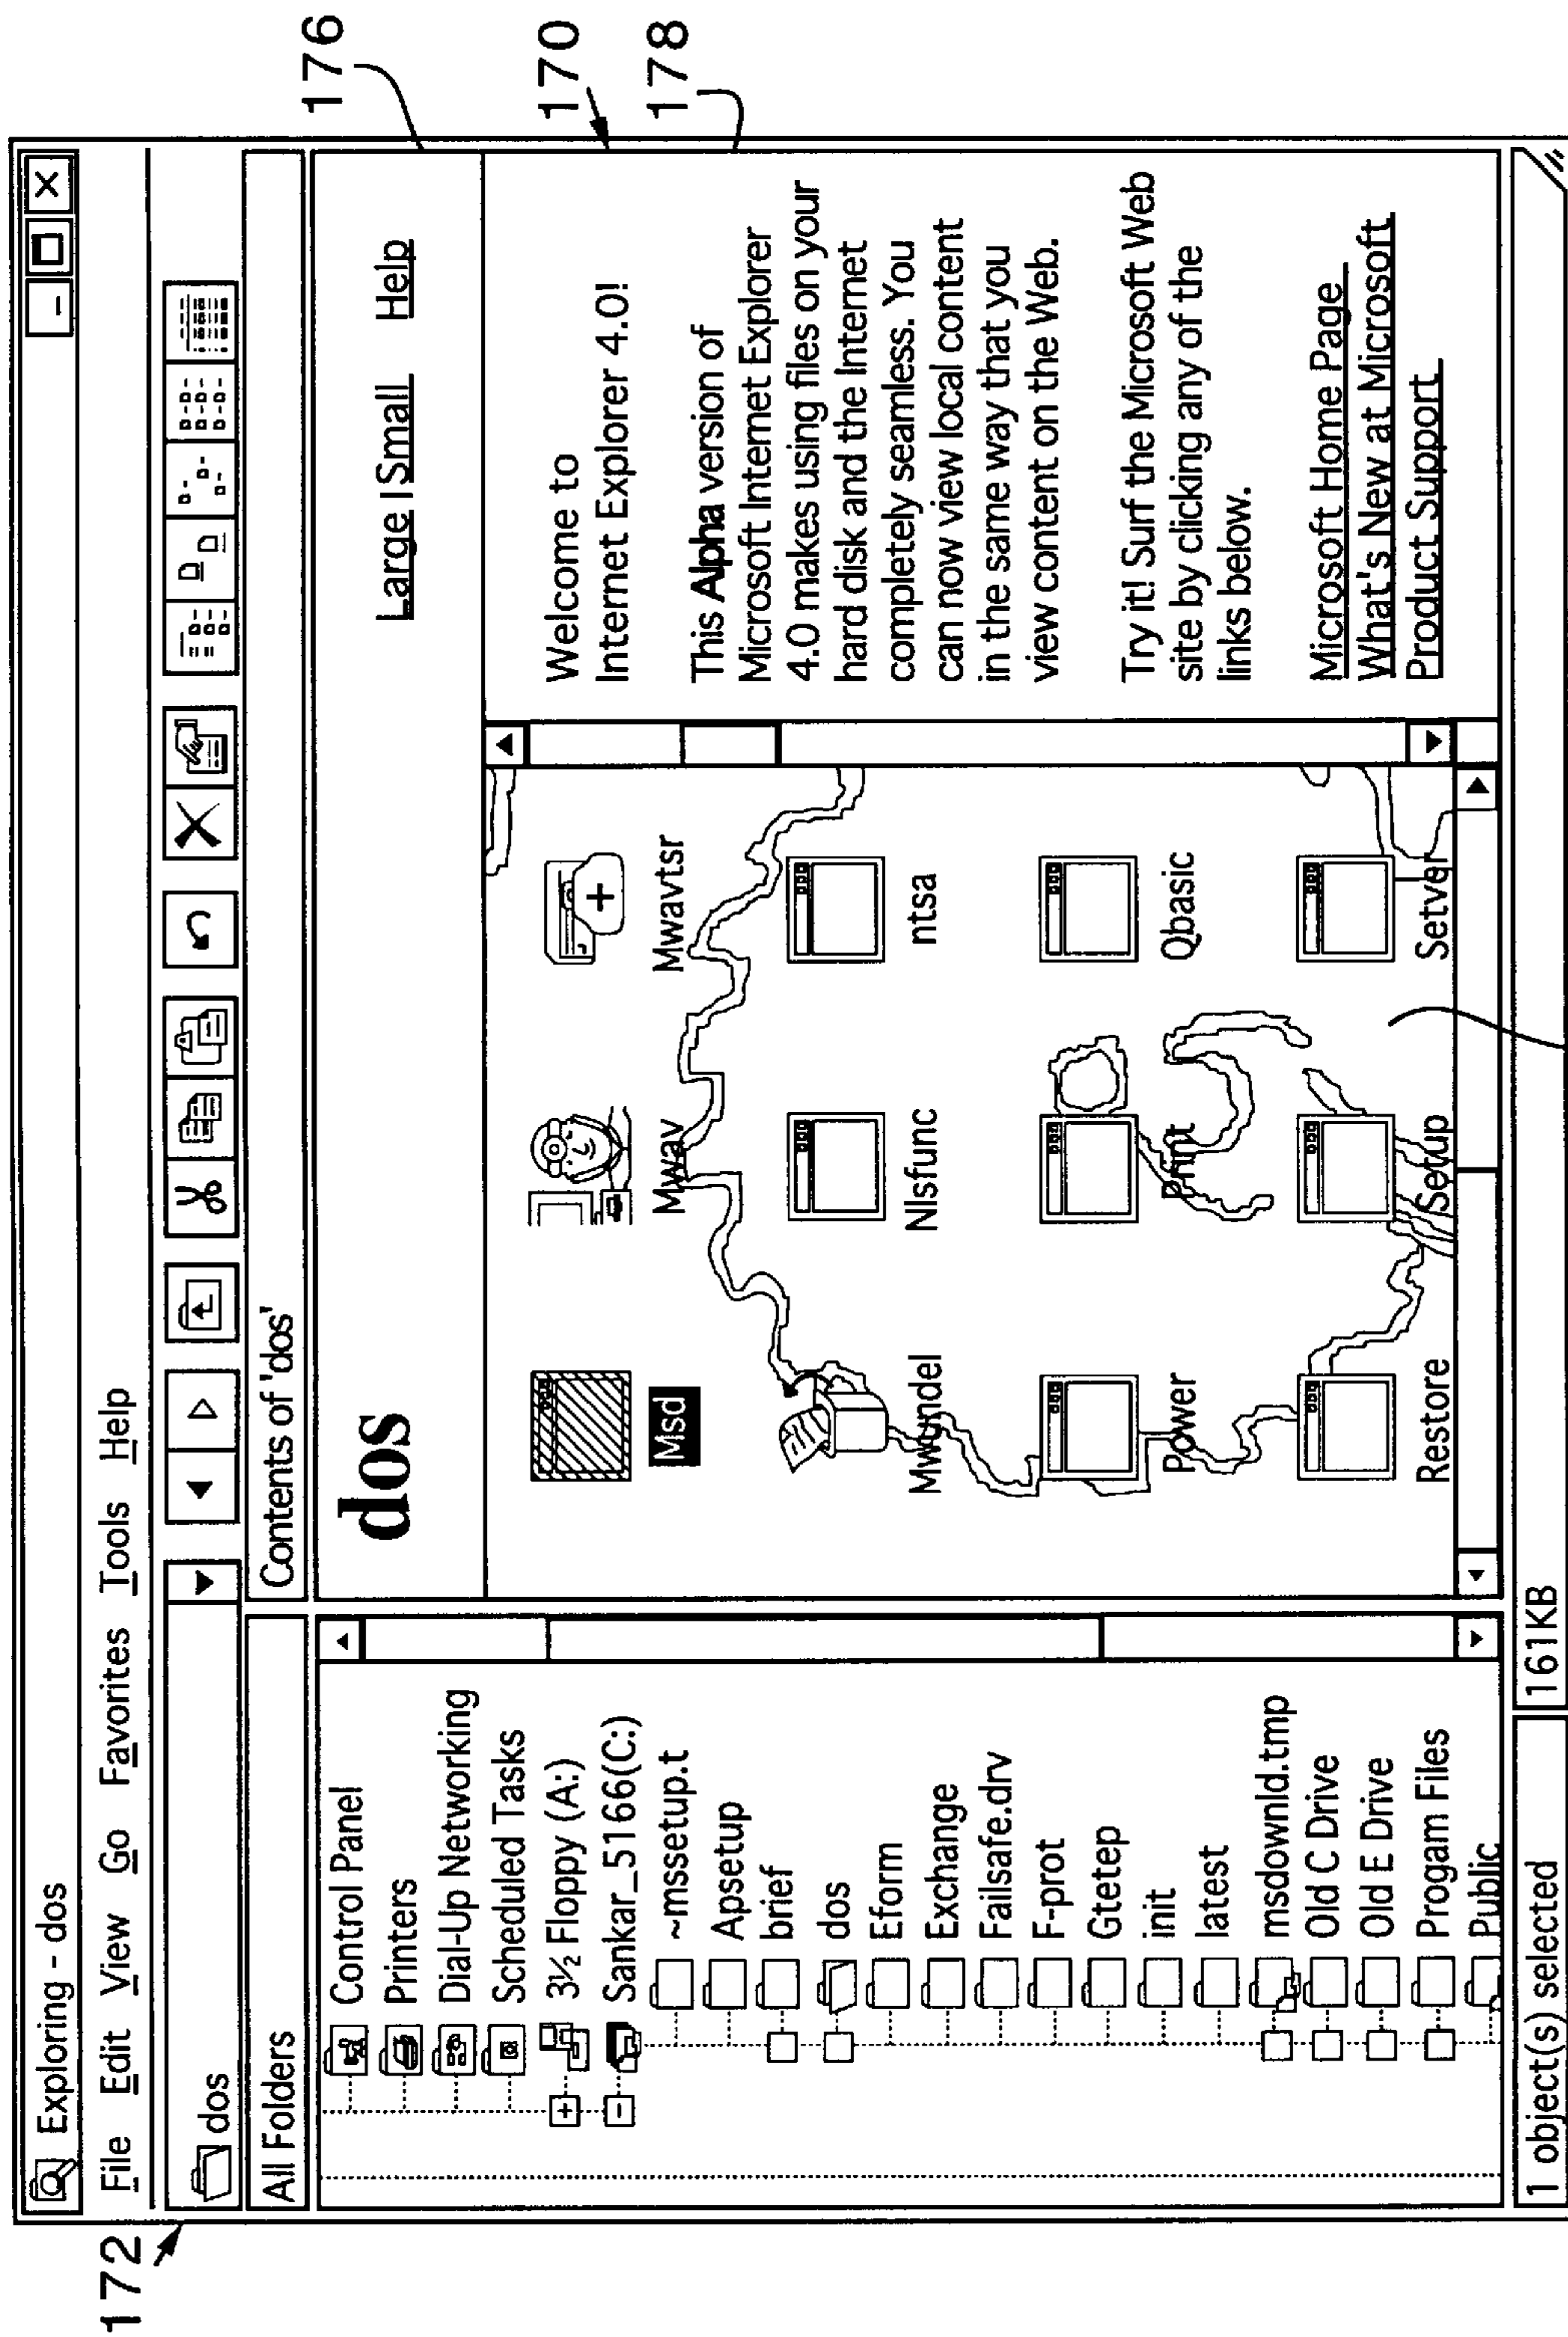 172
176
170
178
Exploring - dos
File Edit View Go Favorites Tools Help
dos
All Folders
Contents of 'dos'
Control Panel
Printers
Dial-Up Networking
Scheduled Tasks
3½ Floppy (A:)
Sankar_5166(C:)
~mssetup.t
Apsetup
brief
dos
Eform
Exchange
Failsafe.drv
F-prot
Gtetep
init
latest
msdownld.tmp
Old C Drive
Old E Drive
Progam Files
Public
dos
Large | Small Help
Msd Mwav Mwavtsr
Mwundel Nlsfunc ntsa
Power Print Qbasic
Restore Setup Setver
Welcome to
Internet Explorer 4.0!
This Alpha version of
Microsoft Internet Explorer
4.0 makes using files on your
hard disk and the Internet
completely seamless. You
can now view local content
in the same way that you
view content on the Web.
Try it! Surf the Microsoft Web
site by clicking any of the
links below.
Microsoft Home Page
What's New at Microsoft
Product Support
1 object(s) selected
161KB